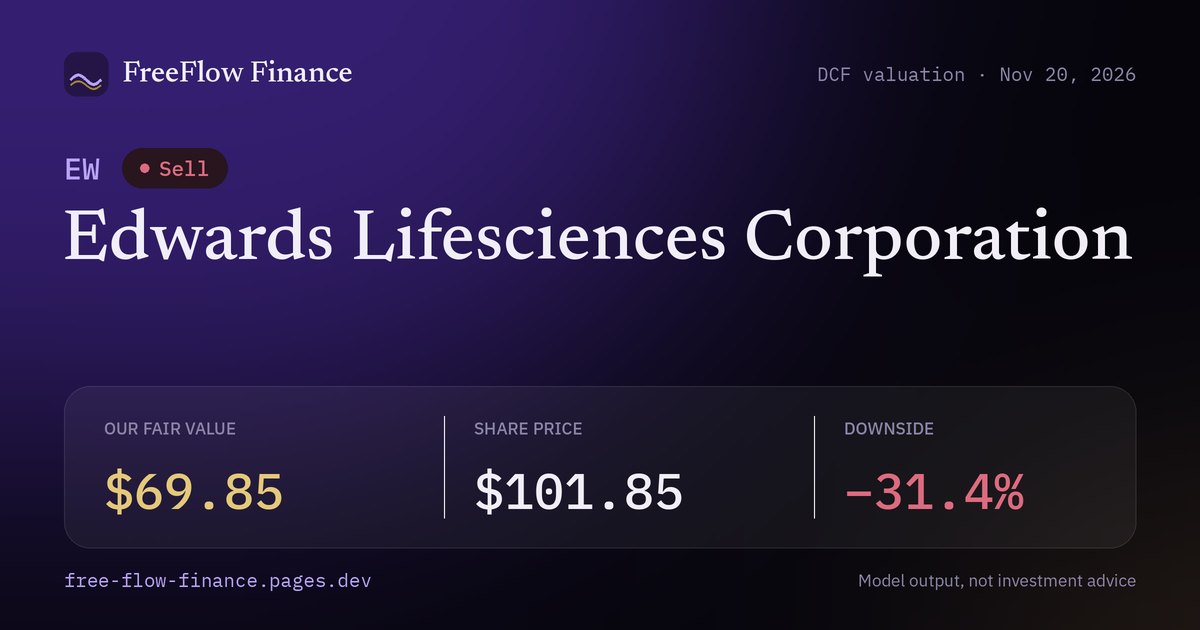 FreeFlow Finance
DCF valuation · Nov 20, 2026
EW
Sell
Edwards Lifesciences Corporation
OUR FAIR VALUE
$69.85
SHARE PRICE
$101.85
DOWNSIDE
−31.4%
free-flow-finance.pages.dev
Model output, not investment advice